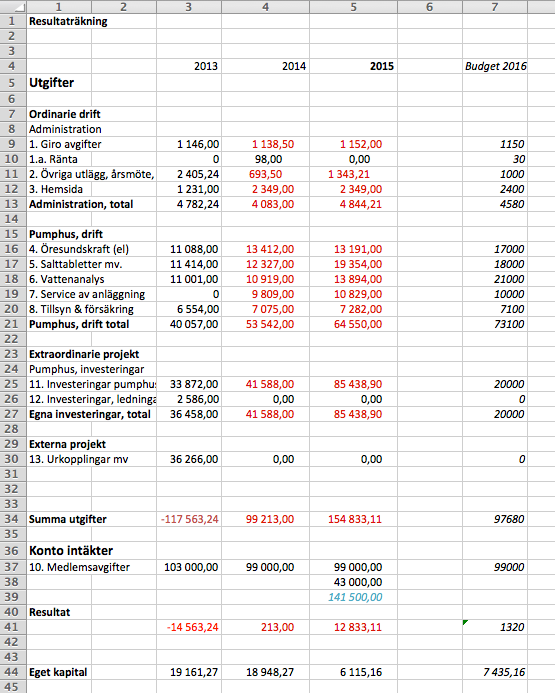 1 2 3 4 5 6 7
1 Resultaträkning
2
3
4 2013 2014 2015 Budget 2016
5 Utgifter
6
7 Ordinarie drift
8 Administration
9 1. Giro avgifter 1 146,00 1 138,50 1 152,00 1150
10 1.a. Ränta 0 98,00 0,00 30
11 2. Övriga utlägg, årsmöte, 2 405,24 693,50 1 343,21 1000
12 3. Hemsida 1 231,00 2 349,00 2 349,00 2400
13 Administration, total 4 782,24 4 083,00 4 844,21 4580
14
15 Pumphus, drift
16 4. Öresundskraft (el) 11 088,00 13 412,00 13 191,00 17000
17 5. Salttabletter mv. 11 414,00 12 327,00 19 354,00 18000
18 6. Vattenanalys 11 001,00 10 919,00 13 894,00 21000
19 7. Service av anläggning 0 9 809,00 10 829,00 10000
20 8. Tillsyn & försäkring 6 554,00 7 075,00 7 282,00 7100
21 Pumphus, drift total 40 057,00 53 542,00 64 550,00 73100
22
23 Extraordinarie projekt
24 Pumphus, investeringar
25 11. Investeringar pumphus 33 872,00 41 588,00 85 438,90 20000
26 12. Investeringar, ledninga 2 586,00 0,00 0,00 0
27 Egna investeringar, total 36 458,00 41 588,00 85 438,90 20000
28
29 Externa projekt
30 13. Urkopplingar mv 36 266,00 0,00 0,00 0
31
32
33
34 Summa utgifter -117 563,24 99 213,00 154 833,11 97680
35
36 Konto intäkter
37 10. Medlemsavgifter 103 000,00 99 000,00 99 000,00 99000
38 43 000,00
39 141 500,00
40 Resultat
41 -14 563,24 213,00 12 833,11 1320
42
43
44 Eget kapital 19 161,27 18 948,27 6 115,16 7 435,16
45